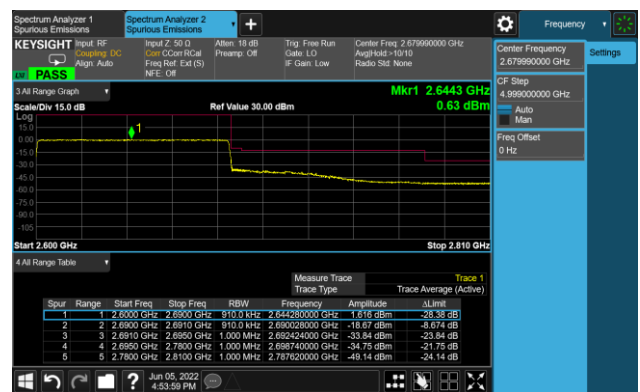 Spectrum Analyzer 1
Spurious Emissions
Spectrum Analyzer 2
Spurious Emissions
Frequency
KEYSIGHT
Input: RF
Coupling: DC
Align: Auto
Input Z: 50 Ω
Corr CCorr RCal
Freq Ref: Ext (S)
NFE: Off
Atten: 18 dB
Preamp: Off
Trig: Free Run
Gate: LO
IF Gain: Low
Center Freq: 2.679990000 GHz
Avg|Hold:>10/10
Radio Std: None
PASS
Center Frequency
2.679990000 GHz
Settings
CF Step
4.999000000 GHz
Auto
Man
Freq Offset
0 Hz
3 All Range Graph
Mkr1 2.6443 GHz
Scale/Div 15.0 dB
Ref Value 30.00 dBm
0.63 dBm
Log
15.0
0.00
-15.0
-30.0
-45.0
-60.0
-75.0
-90.0
-105
1
Start 2.600 GHz
Stop 2.810 GHz
4 All Range Table
Measure Trace Trace 1
Trace Type Trace Average (Active)
Spur Range Start Freq Stop Freq RBW Frequency Amplitude ΔLimit
1 1 2.6000 GHz 2.6900 GHz 910.0 kHz 2.644280000 GHz 1.616 dBm -28.38 dB
2 2 2.6900 GHz 2.6910 GHz 910.0 kHz 2.690028000 GHz -18.67 dBm -8.674 dB
3 3 2.6910 GHz 2.6950 GHz 1.000 MHz 2.692424000 GHz -33.84 dBm -23.84 dB
4 4 2.6950 GHz 2.7800 GHz 1.000 MHz 2.698740000 GHz -34.75 dBm -21.75 dB
5 5 2.7800 GHz 2.8100 GHz 1.000 MHz 2.787620000 GHz -49.14 dBm -24.14 dB
Jun 05, 2022
4:53:59 PM